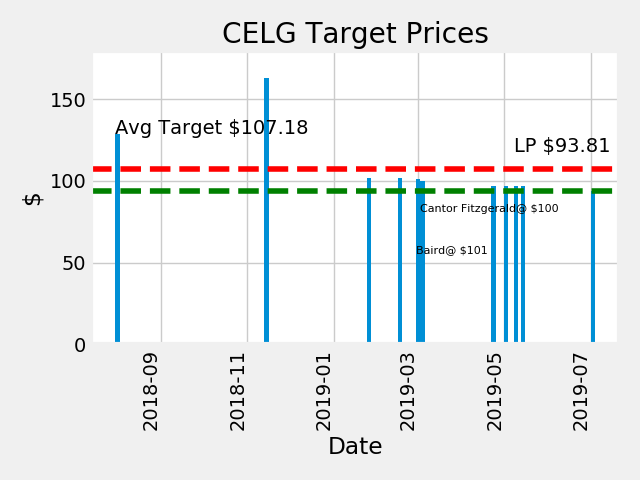 CELG Target Prices
$
150
100
50
0
Avg Target $107.18
LP $93.81
Cantor Fitzgerald@ $100
Baird@ $101
2018-09
2018-11
2019-01
2019-03
2019-05
2019-07
Date